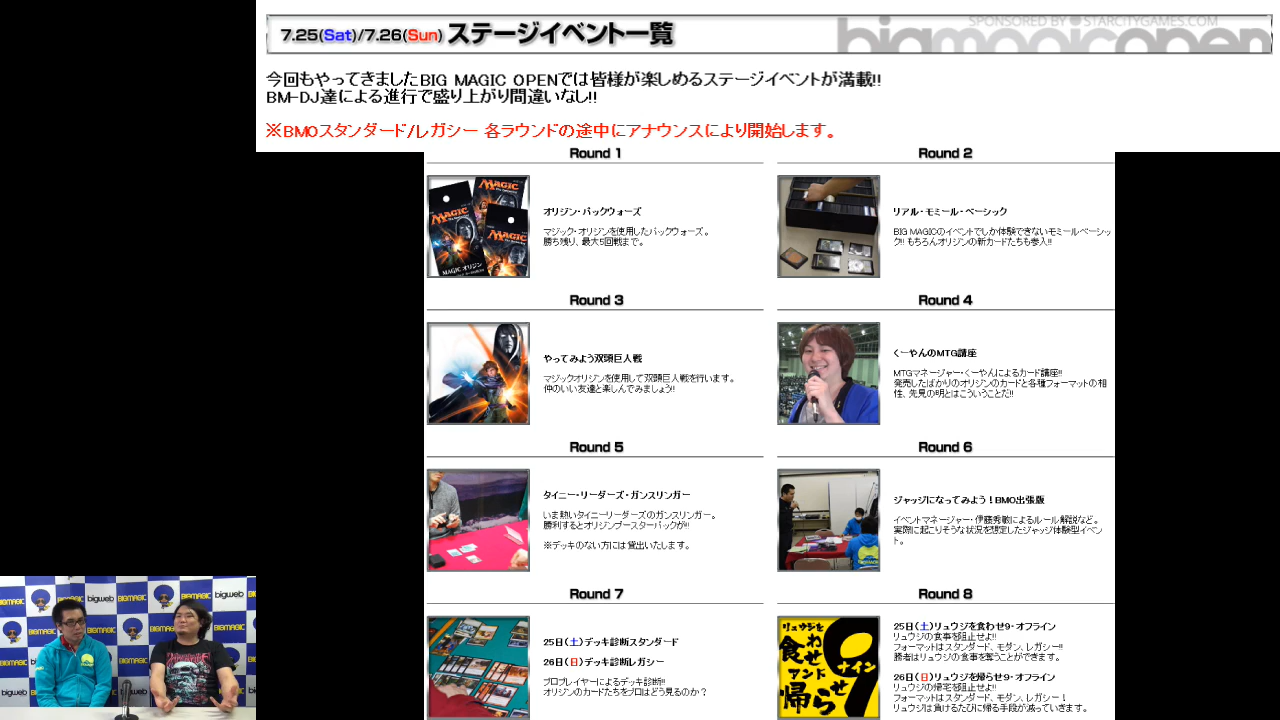 7.25(Sat)/7.26(Sun) ステージイベント一覧
SPONSORED BY STARCITYGAMES.COM
bigmagicopen
今回もやってきましたBIG MAGIC OPENでは皆様が楽しめるステージイベントが満載!!
BM-DJ達による進行で盛り上がり間違いなし!!
※BMOスタンダード/レガシー 各ラウンドの途中にアナウンスにより開始します。
Round 1
オリジン・パックウォーズ
マジック・オリジンを使用したパックウォーズ。
勝ち残り、最大5回戦まで。
MAGIC
MAGIC
MAGIC
MAGIC オリジン
Round 2
リアル・モミール・ベーシック
BIG MAGICのイベントでしか体験できないモミールベーシッ
ク!! もちろんオリジンの新カードたちも参入!!
Round 3
やってみよう双頭巨人戦
マジックオリジンを使用して双頭巨人戦を行います。
仲のいい友達と楽しんでみましょう!!
Round 4
くーやんのMTG講座
MTGマネージャー・くーやんによるカード講座!!
発売したばかりのオリジンのカードと各種フォーマットの相
性、先見の明とはこういうことだ!!
Round 5
タイニー・リーダーズ・ガンスリンガー
いま熱いタイニーリーダーズのガンスリンガー。
勝利するとオリジンブースターパックが!!
※デッキのない方には貸出いたします。
Round 6
ジャッジになってみよう！BMO出張版
イベントマネージャー・伊藤秀敏によるルール解説など。
実際に起こりそうな状況を想定したジャッジ体験型イベン
ト。
Round 7
25日（土）デッキ診断スタンダード
26日（日）デッキ診断レガシー
プロプレイヤーによるデッキ診断!!
オリジンのカードたちをプロはどう見るのか？
Round 8
リュウジを
食わせ
アンド
帰らせ
9
ナイン
25日（土）リュウジを食わせ9・オフライン
リュウジの食事を阻止せよ!!
フォーマットはスタンダード、モダン、レガシー!!
勝者はリュウジの食事を奪うことができます。
26日（日）リュウジを帰らせ9・オフライン
リュウジの帰宅を阻止せよ!!
フォーマットはスタンダード、モダン、レガシー！
リュウジは負けるたびに帰る手段が減っていきます。
BIGMAGIC
bigweb
BIGMAGIC
bigweb
BIGMAGIC
bigweb